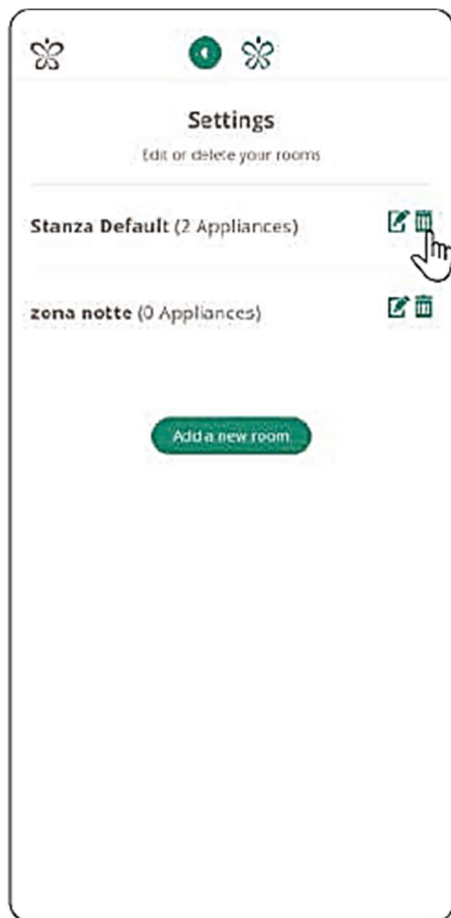 Settings
Edit or delete your rooms
Stanza Default (2 Appliances)
zona notte (0 Appliances)
Add a new room